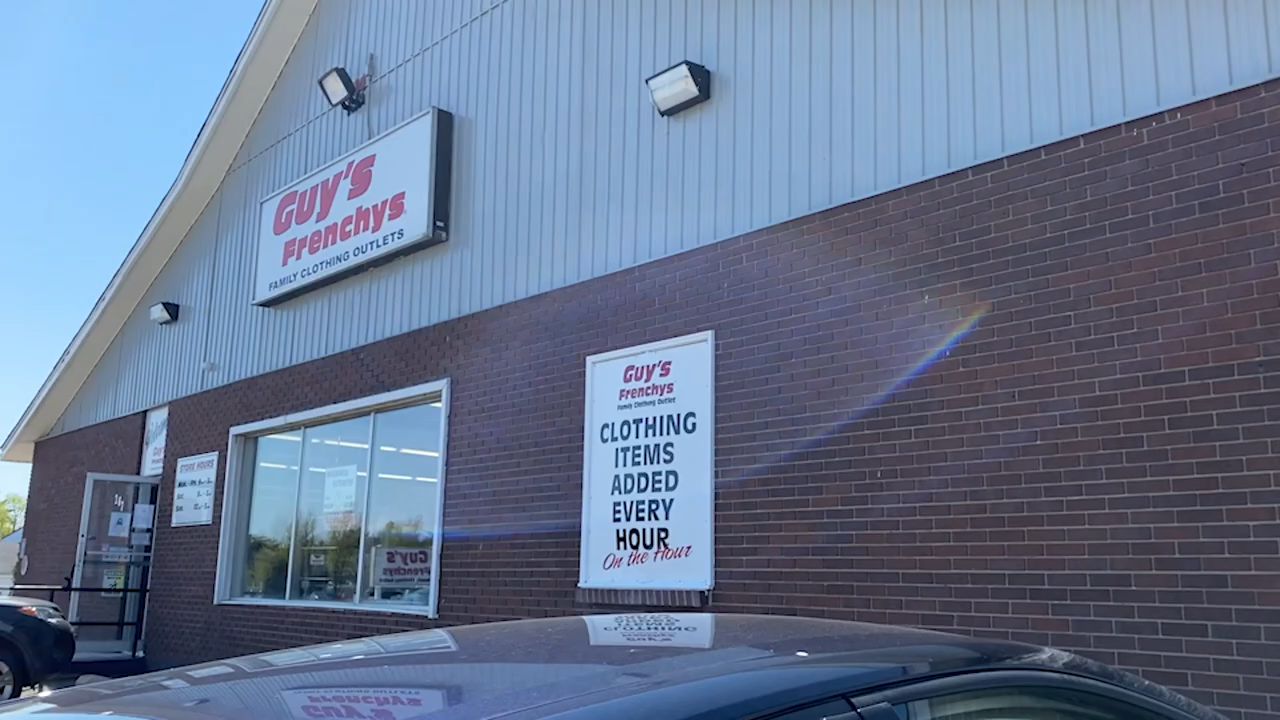 Guy's
Frenchys
FAMILY CLOTHING OUTLETS
Guy's
Frenchys
Family Clothing Outlet
CLOTHING
ITEMS
ADDED
EVERY
HOUR
On the Hour
STORE HOURS
Guy's
Frenchys